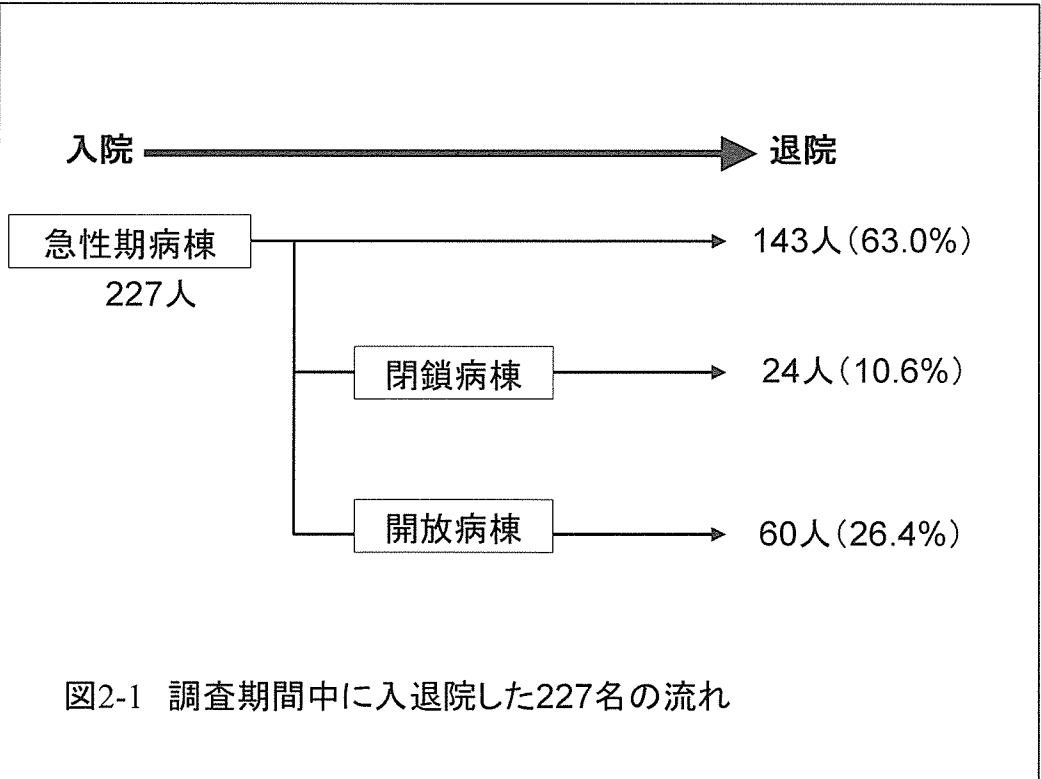 入院
退院
急性期病棟
143人(63.0%)
227人
閉鎖病棟
24人(10.6%)
開放病棟
60人(26.4%)
図2-1 調査期間中に入退院した227名の流れ